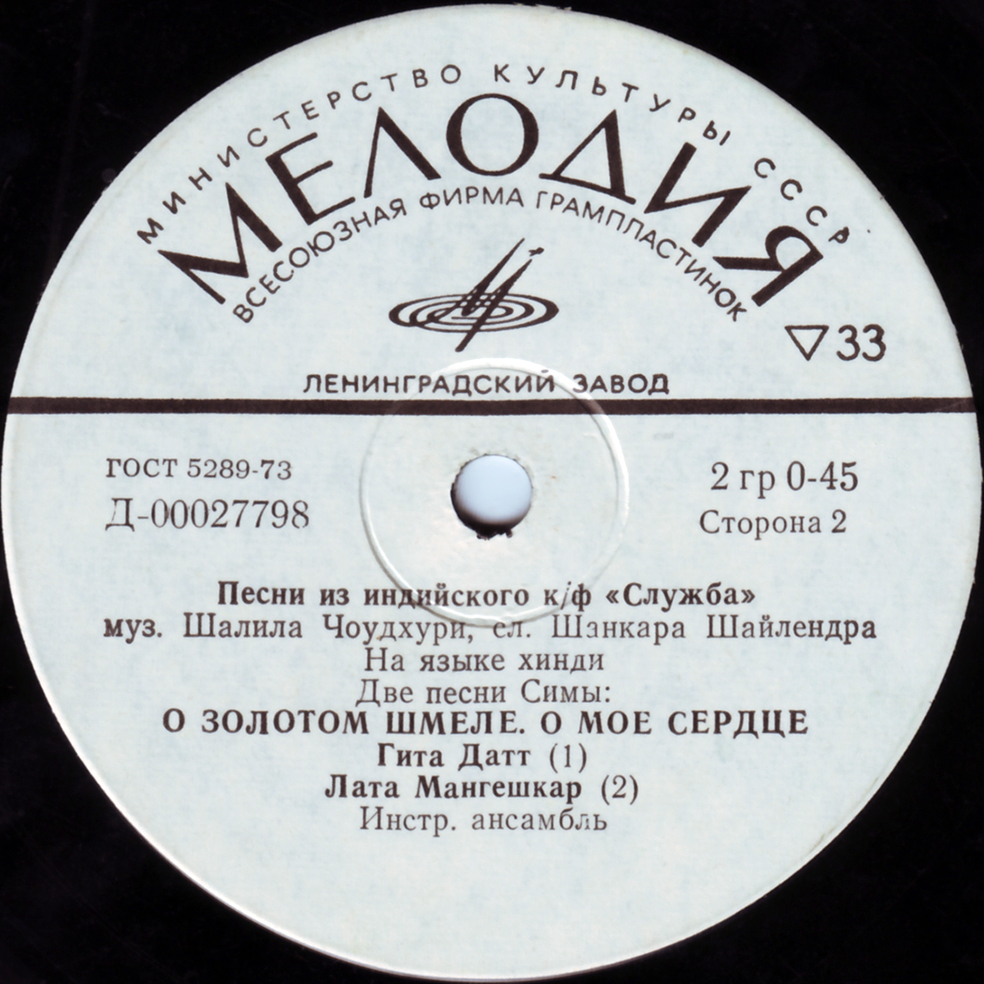 МИНИСТЕРСТВО КУЛЬТУРЫ СССР
МЕЛОДИЯ
ВСЕСОЮЗНАЯ ФИРМА ГРАМПЛАСТИНОК
▽33
ЛЕНИНГРАДСКИЙ ЗАВОД
ГОСТ 5289-73
2 гр 0-45
Д-00027798
Сторона 2
Песни из индийского к/ф «Служба»
муз. Шалила Чоудхури, сл. Шанкара Шайлендра
На языке хинди
Две песни Симы:
О ЗОЛОТОМ ШМЕЛЕ. О МОЕ СЕРДЦЕ
Гита Датт (1)
Лата Мангешкар (2)
Инстр. ансамбль